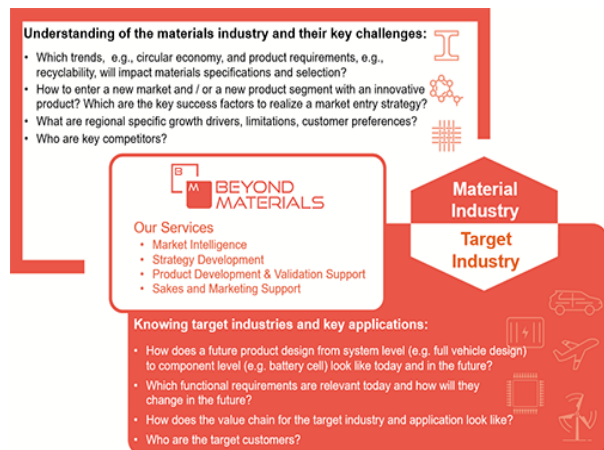 Understanding of the materials industry and their key challenges:
• Which trends, e.g., circular economy, and product requirements, e.g.,
recyclability, will impact materials specifications and selection?
• How to enter a new market and / or a new product segment with an innovative
product? Which are the key success factors to realize a market entry strategy?
• What are regional specific growth drivers, limitations, customer preferences?
• Who are key competitors?
B
M
BEYOND
MATERIALS
Our Services
• Market Intelligence
• Strategy Development
• Product Development & Validation Support
• Sakes and Marketing Support
Material
Industry
Target
Industry
Knowing target industries and key applications:
• How does a future product design from system level (e.g. full vehicle design)
to component level (e.g. battery cell) look like today and in the future?
• Which functional requirements are relevant today and how will they
change in the future?
• How does the value chain for the target industry and application look like?
• Who are the target customers?